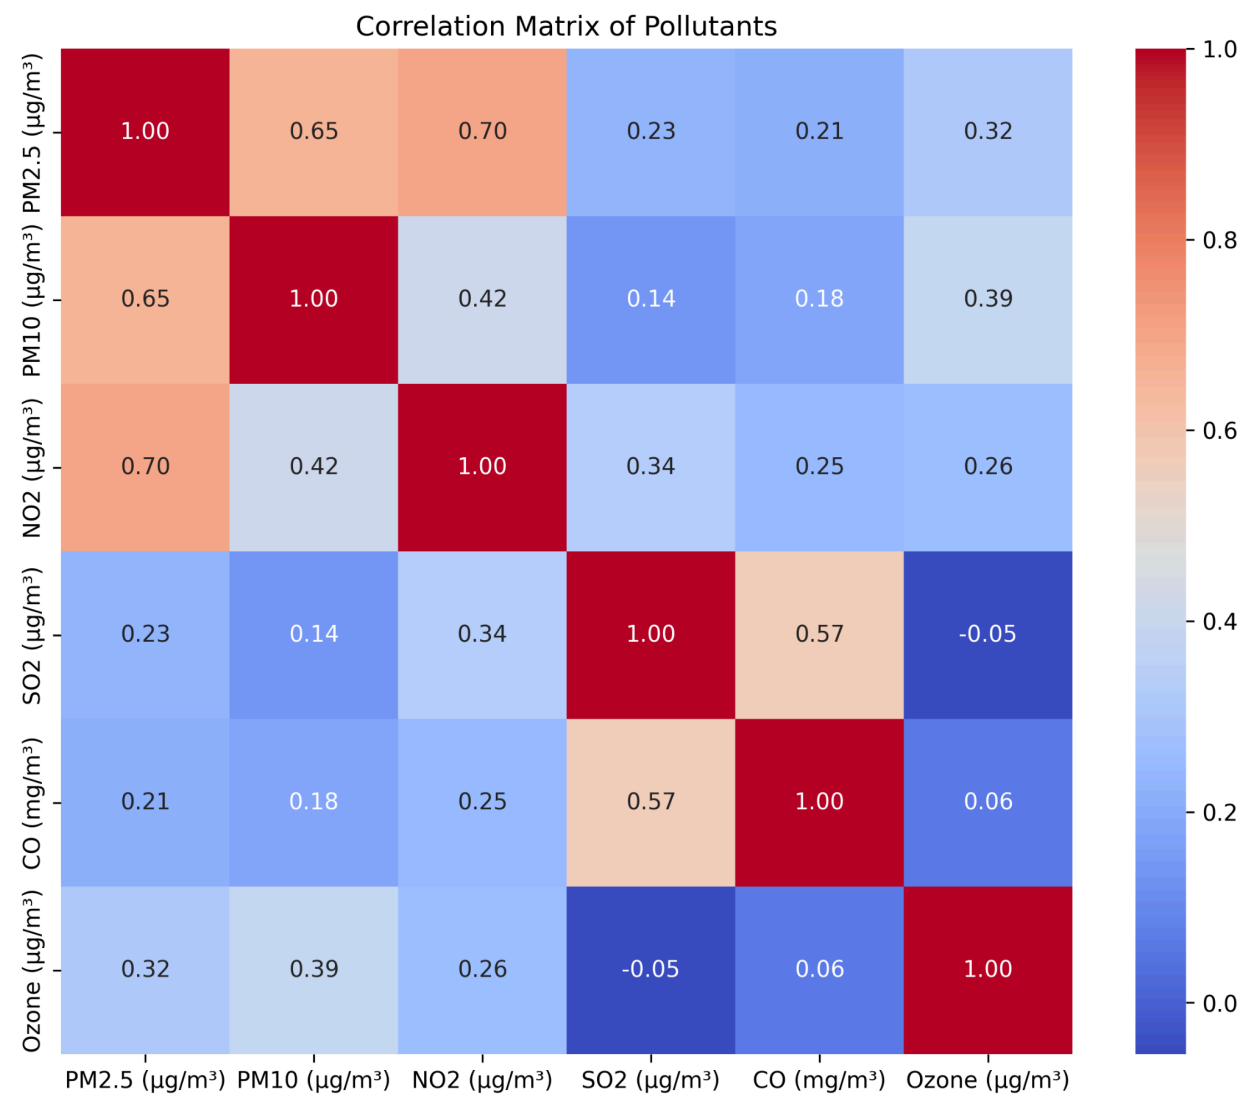 Correlation Matrix of Pollutants
PM2.5 (µg/m³)
1.00 0.65 0.70 0.23 0.21 0.32
PM10 (µg/m³)
0.65 1.00 0.42 0.14 0.18 0.39
NO2 (µg/m³)
0.70 0.42 1.00 0.34 0.25 0.26
SO2 (µg/m³)
0.23 0.14 0.34 1.00 0.57 -0.05
CO (mg/m³)
0.21 0.18 0.25 0.57 1.00 0.06
Ozone (µg/m³)
0.32 0.39 0.26 -0.05 0.06 1.00
PM2.5 (µg/m³) PM10 (µg/m³) NO2 (µg/m³) SO2 (µg/m³) CO (mg/m³) Ozone (µg/m³)
1.0
0.8
0.6
0.4
0.2
0.0